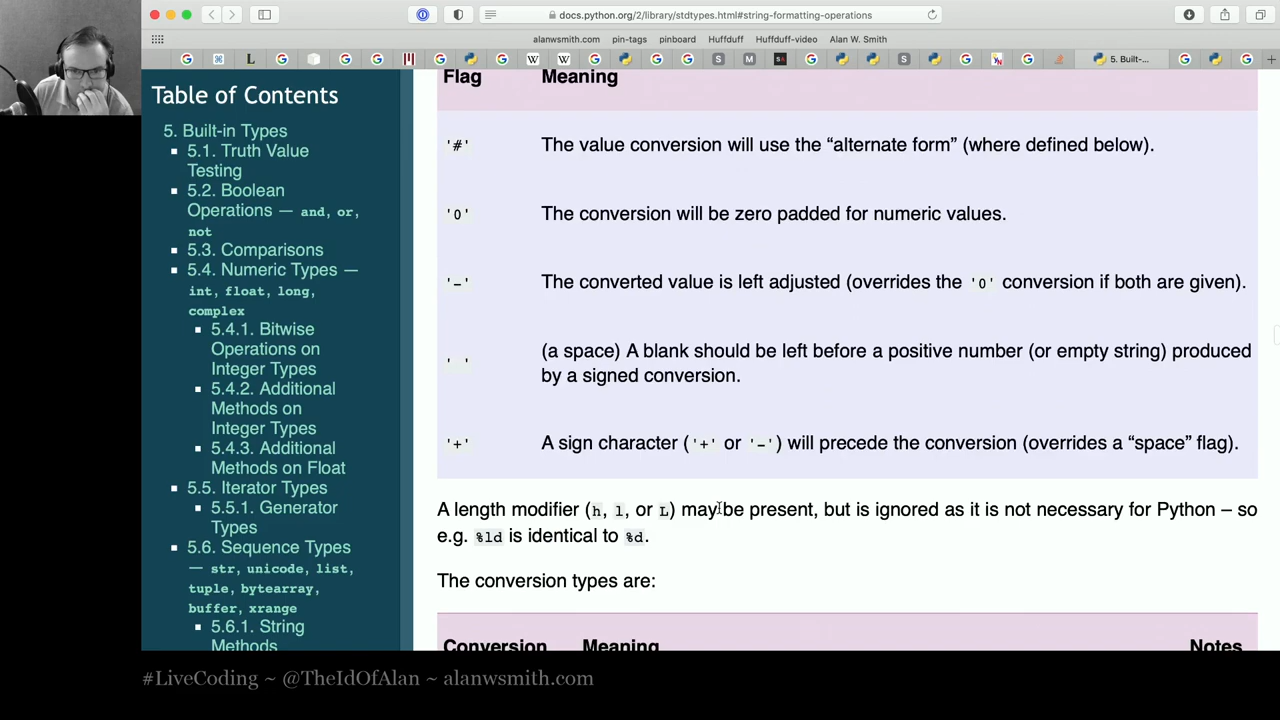 docs.python.org/2/library/stdtypes.html#string-formatting-operations
alanwsmith.com pin-tags pinboard Huffduff Huffduff-video Alan W. Smith
5. Built-...
Table of Contents
5. Built-in Types
5.1. Truth Value
Testing
5.2. Boolean
Operations — and, or,
not
5.3. Comparisons
5.4. Numeric Types —
int, float, long,
complex
5.4.1. Bitwise
Operations on
Integer Types
5.4.2. Additional
Methods on
Integer Types
5.4.3. Additional
Methods on Float
5.5. Iterator Types
5.5.1. Generator
Types
5.6. Sequence Types
— str, unicode, list,
tuple, bytearray,
buffer, xrange
5.6.1. String
Methods
Flag Meaning
'#' The value conversion will use the “alternate form” (where defined below).
'0' The conversion will be zero padded for numeric values.
'-' The converted value is left adjusted (overrides the '0' conversion if both are given).
' ' (a space) A blank should be left before a positive number (or empty string) produced
by a signed conversion.
'+' A sign character ('+' or '-') will precede the conversion (overrides a “space” flag).
A length modifier (h, l, or L) may be present, but is ignored as it is not necessary for Python – so
e.g. %ld is identical to %d.
The conversion types are:
Conversion Meaning Notes
#LiveCoding ~ @TheIdOfAlan ~ alanwsmith.com